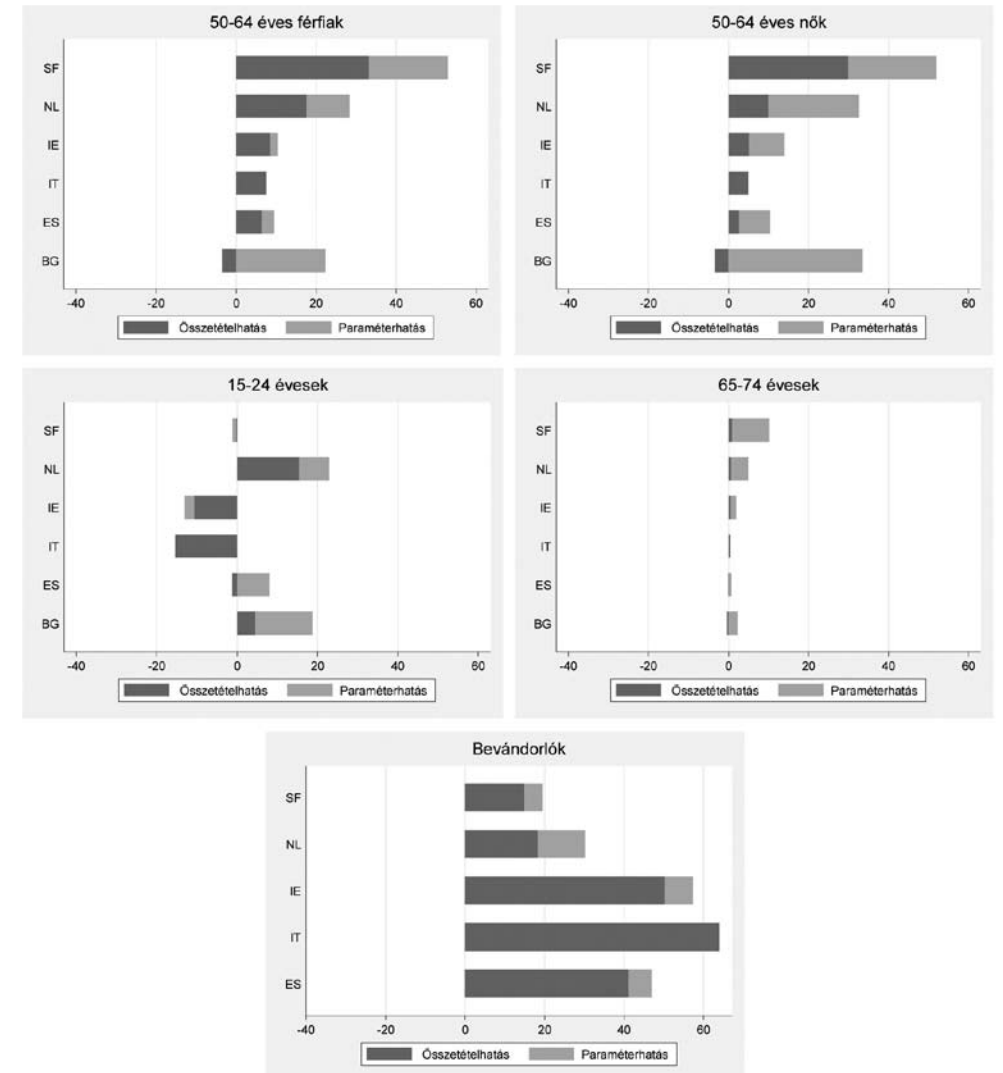 50-64 éves férfiak
SF
NL
IE
IT
ES
BG
-40 -20 0 20 40 60
Összetételhatás Paraméterhatás
50-64 éves nők
SF
NL
IE
IT
ES
BG
-40 -20 0 20 40 60
Összetételhatás Paraméterhatás
15-24 évesek
SF
NL
IE
IT
ES
BG
-40 -20 0 20 40 60
Összetételhatás Paraméterhatás
65-74 évesek
SF
NL
IE
IT
ES
BG
-40 -20 0 20 40 60
Összetételhatás Paraméterhatás
Bevándorlók
SF
NL
IE
IT
ES
-40 -20 0 20 40 60
Összetételhatás Paraméterhatás